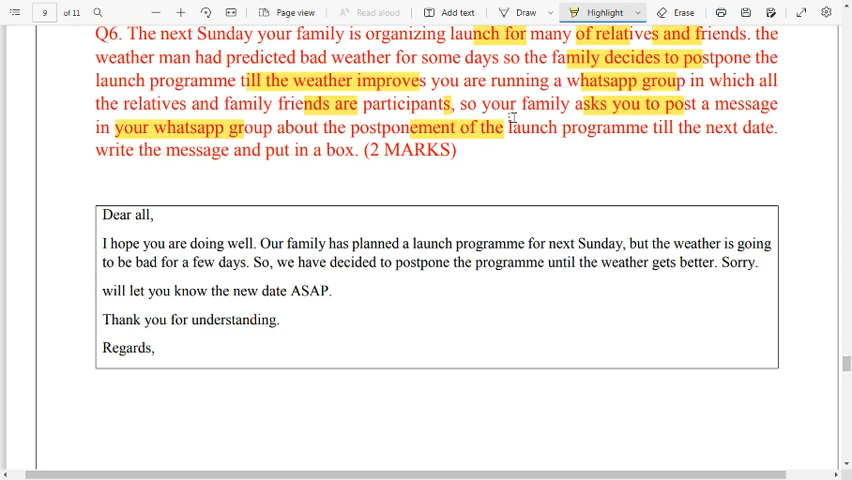 9 of 11 Page view Read aloud Add text Draw Highlight Erase
Q6. The next Sunday your family is organizing launch for many of relatives and friends. the
weather man had predicted bad weather for some days so the family decides to postpone the
launch programme till the weather improves you are running a whatsapp group in which all
the relatives and family friends are participants, so your family asks you to post a message
in your whatsapp group about the postponement of the launch programme till the next date.
write the message and put in a box. (2 MARKS)
Dear all,
I hope you are doing well. Our family has planned a launch programme for next Sunday, but the weather is going
to be bad for a few days. So, we have decided to postpone the programme until the weather gets better. Sorry.
will let you know the new date ASAP.
Thank you for understanding.
Regards,